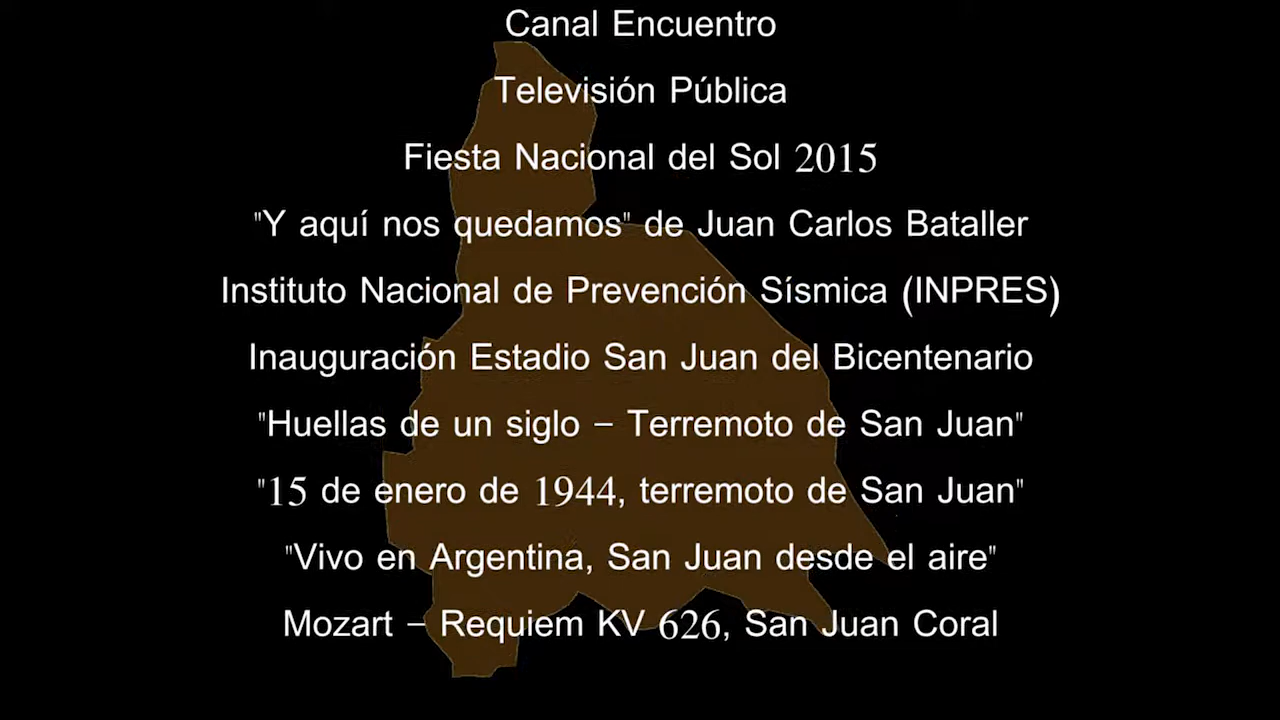 Canal Encuentro
Televisión Pública
Fiesta Nacional del Sol 2015
"Y aquí nos quedamos" de Juan Carlos Bataller
Instituto Nacional de Prevención Sísmica (INPRES)
Inauguración Estadio San Juan del Bicentenario
"Huellas de un siglo – Terremoto de San Juan"
"15 de enero de 1944, terremoto de San Juan"
"Vivo en Argentina, San Juan desde el aire"
Mozart – Requiem KV 626, San Juan Coral